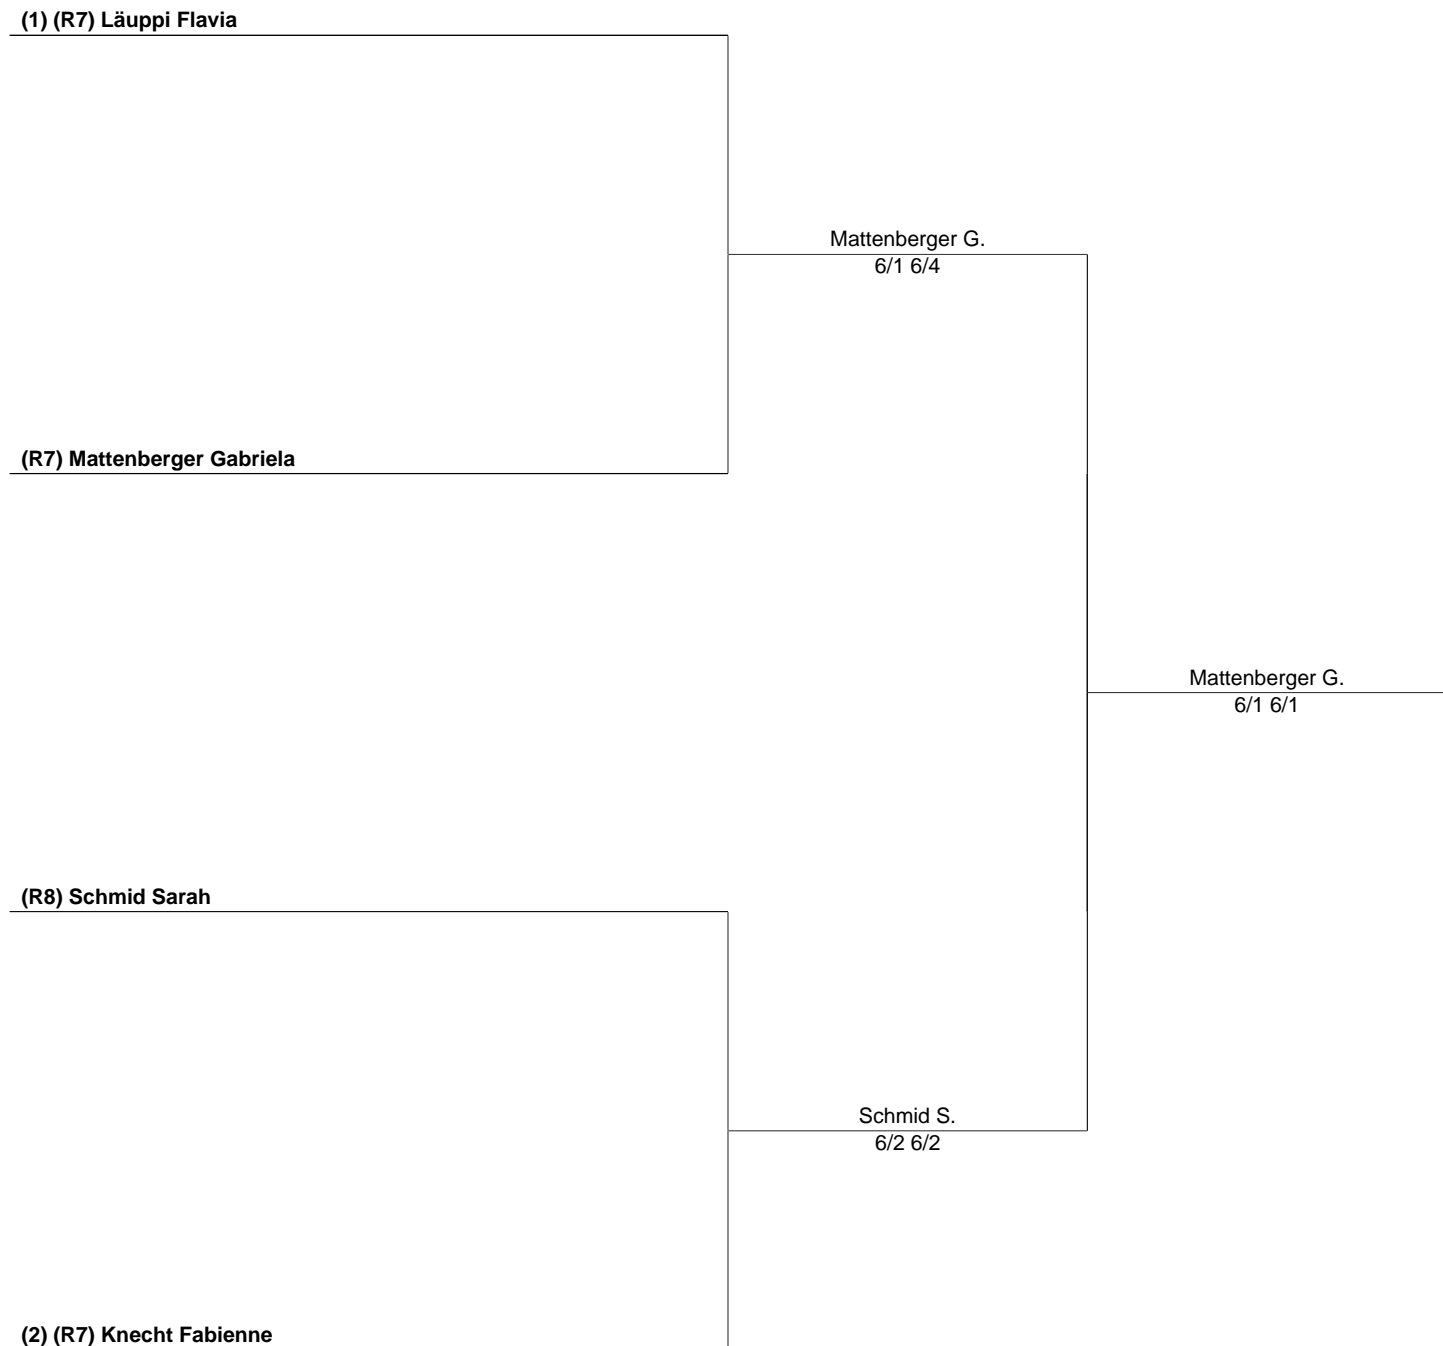 (1) (R7) Läuppi Flavia
Mattenberger G.
6/1 6/4
(R7) Mattenberger Gabriela
Mattenberger G.
6/1 6/1
(R8) Schmid Sarah
Schmid S.
6/2 6/2
(2) (R7) Knecht Fabienne